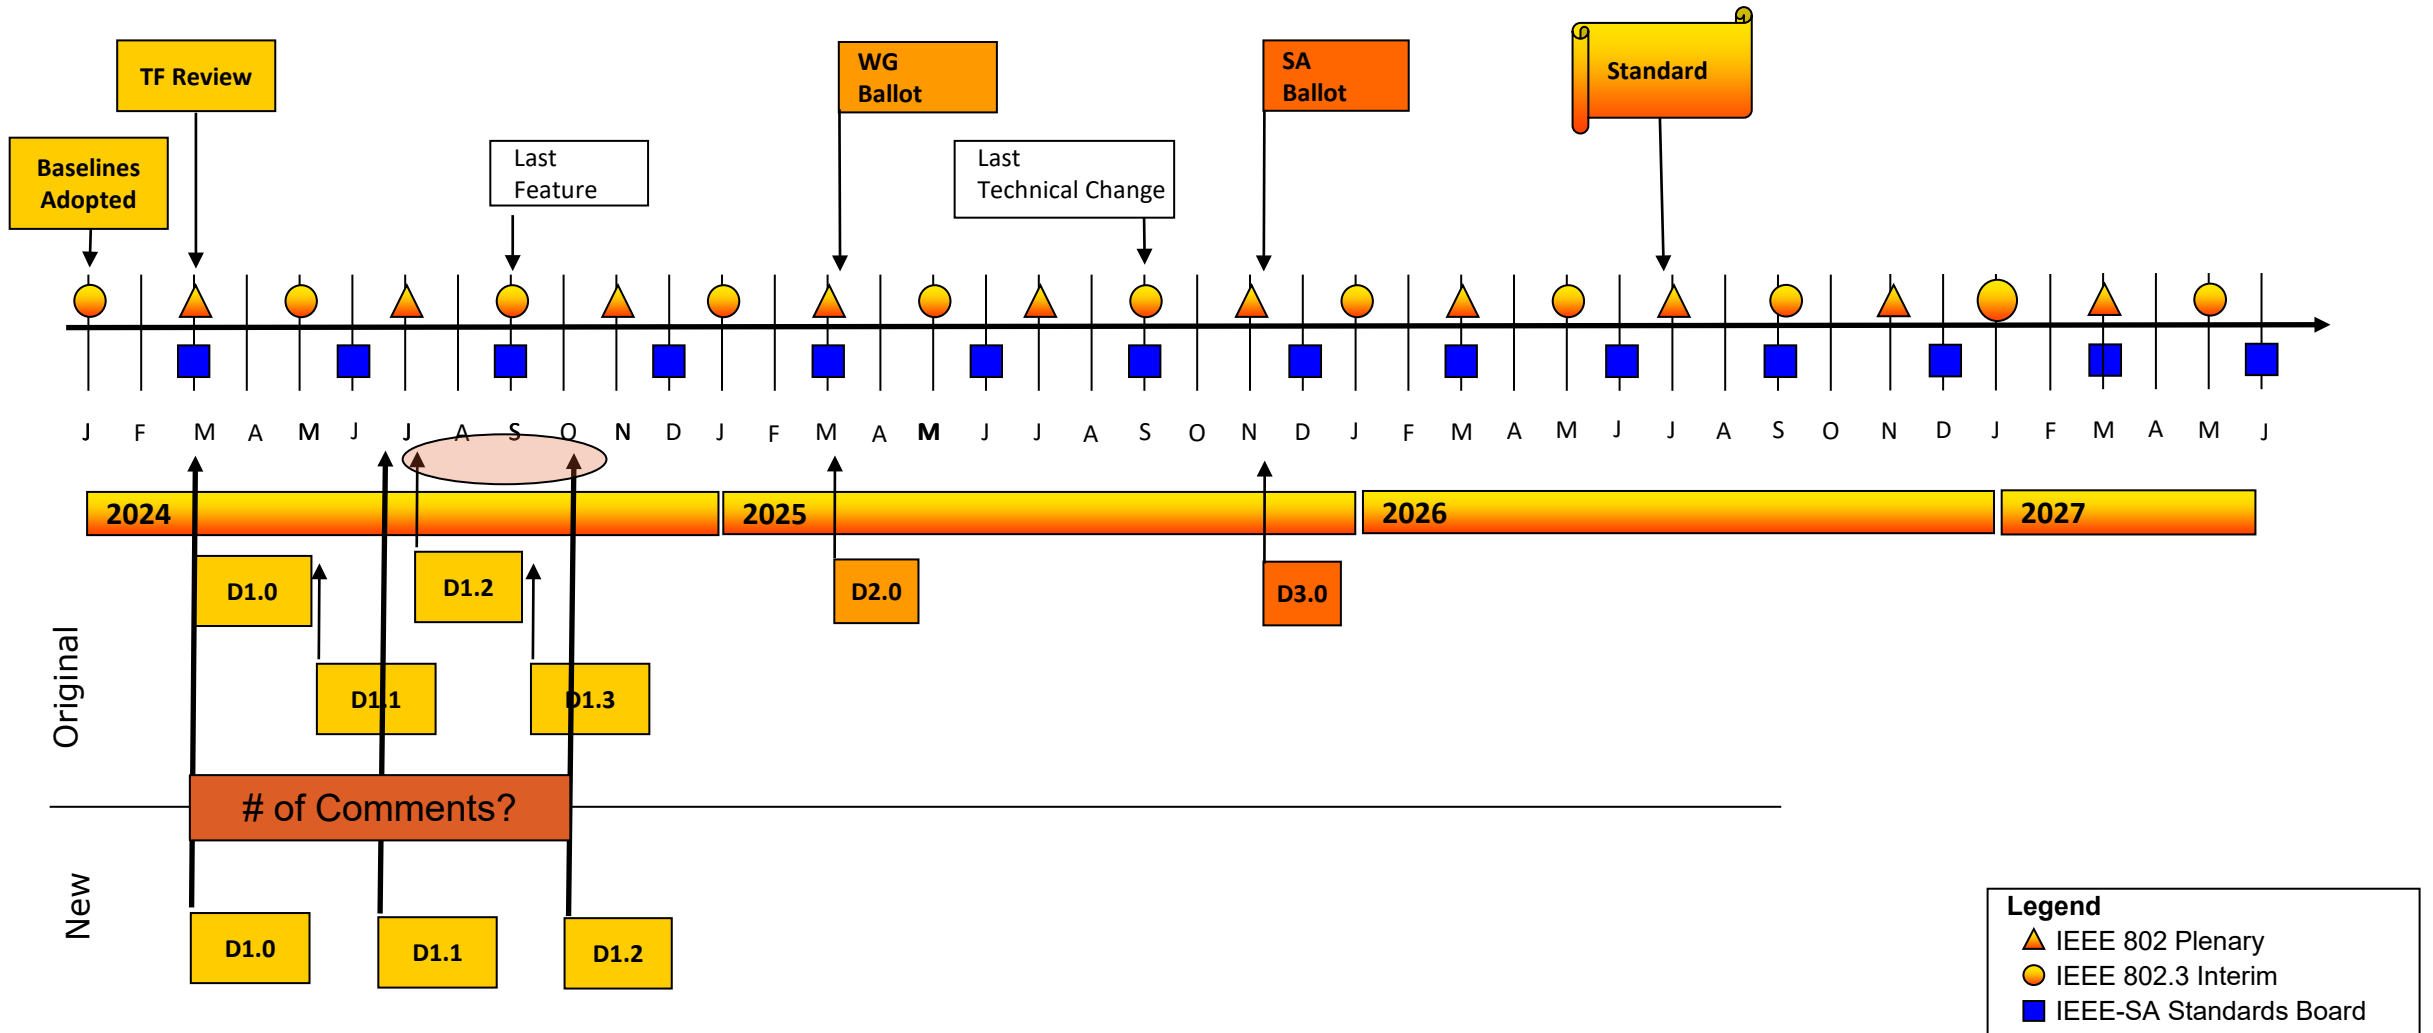 TF Review
WG
Ballot
SA
Ballot
Standard
Baselines
Adopted
Last
Feature
Last
Technical Change
J F M A M J J A S O N D J F M A M J J A S O N D J F M A M J J A S O N D J F M A M J
2024 2025 2026 2027
D1.0 D1.2 D2.0 D3.0
Original
D1.1 D1.3
# of Comments?
New
D1.0 D1.1 D1.2
Legend
IEEE 802 Plenary
IEEE 802.3 Interim
IEEE-SA Standards Board